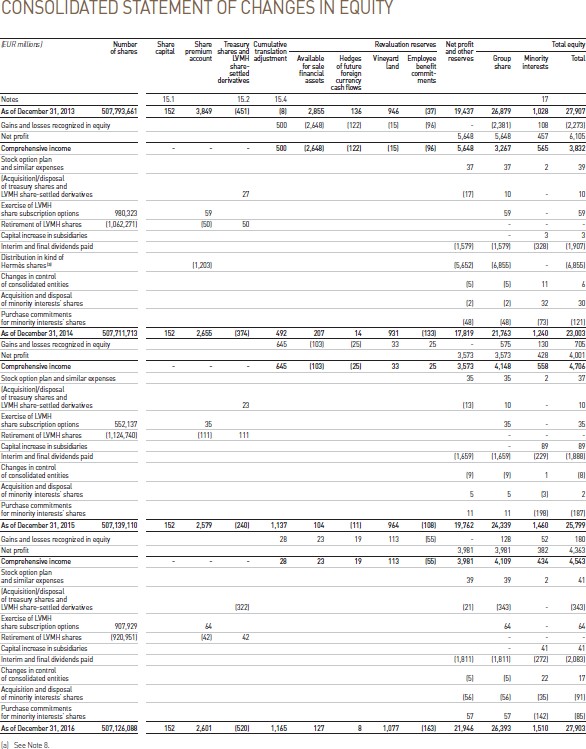 CONSOLIDATED STATEMENT OF CHANGES IN EQUITY
(EUR millions) Number of shares Share capital Share premium account Treasury shares and LVMH share-settled derivatives Cumulative translation adjustment Revaluation reserves Net profit and other reserves Total equity
Available for sale financial assets Hedges of future foreign currency cash flows Vineyard land Employee benefit commit-ments Group share Minority interests Total
Notes 15.1 15.2 15.4 17
As of December 31, 2013 507,793,661 152 3,849 (451) (8) 2,855 136 946 (37) 19,437 26,879 1,028 27,907
Gains and losses recognized in equity 500 (2,648) (122) (15) (96) - (2,381) 108 (2,273)
Net profit 5,648 5,648 457 6,105
Comprehensive income - - - 500 (2,648) (122) (15) (96) 5,648 3,267 565 3,832
Stock option plan
and similar expenses 37 37 2 39
(Acquisition)/disposal
of treasury shares and
LVMH share-settled derivatives 27 (17) 10 - 10
Exercise of LVMH
share subscription options 980,323 59 59 - 59
Retirement of LVMH shares (1,062,271) (50) 50 - - -
Capital increase in subsidiaries - 3 3
Interim and final dividends paid (1,579) (1,579) (328) (1,907)
Distribution in kind of
Hermès shares(a) (1,203) (5,652) (6,855) - (6,855)
Changes in control
of consolidated entities (5) (5) 11 6
Acquisition and disposal
of minority interests' shares (2) (2) 32 30
Purchase commitments
for minority interests' shares (48) (48) (73) (121)
As of December 31, 2014 507,711,713 152 2,655 (374) 492 207 14 931 (133) 17,819 21,763 1,240 23,003
Gains and losses recognized in equity 645 (103) (25) 33 25 - 575 130 705
Net profit 3,573 3,573 428 4,001
Comprehensive income - - - 645 (103) (25) 33 25 3,573 4,148 558 4,706
Stock option plan and similar expenses 35 35 2 37
(Acquisition)/disposal
of treasury shares and
LVMH share-settled derivatives 23 (13) 10 - 10
Exercise of LVMH
share subscription options 552,137 35 35 - 35
Retirement of LVMH shares (1,124,740) (111) 111 - - -
Capital increase in subsidiaries - 89 89
Interim and final dividends paid (1,659) (1,659) (229) (1,888)
Changes in control
of consolidated entities (9) (9) 1 (8)
Acquisition and disposal
of minority interests' shares 5 5 (3) 2
Purchase commitments
for minority interests' shares 11 11 (198) (187)
As of December 31, 2015 507,139,110 152 2,579 (240) 1,137 104 (11) 964 (108) 19,762 24,339 1,460 25,799
Gains and losses recognized in equity 28 23 19 113 (55) - 128 52 180
Net profit 3,981 3,981 382 4,363
Comprehensive income - - - 28 23 19 113 (55) 3,981 4,109 434 4,543
Stock option plan
and similar expenses 39 39 2 41
(Acquisition)/disposal
of treasury shares and
LVMH share-settled derivatives (322) (21) (343) - (343)
Exercise of LVMH
share subscription options 907,929 64 64 - 64
Retirement of LVMH shares (920,951) (42) 42 - - -
Capital increase in subsidiaries - 41 41
Interim and final dividends paid (1,811) (1,811) (272) (2,083)
Changes in control
of consolidated entities (5) (5) 22 17
Acquisition and disposal
of minority interests' shares (56) (56) (35) (91)
Purchase commitments
for minority interests' shares 57 57 (142) (85)
As of December 31, 2016 507,126,088 152 2,601 (520) 1,165 127 8 1,077 (163) 21,946 26,393 1,510 27,903
(a) See Note 8.